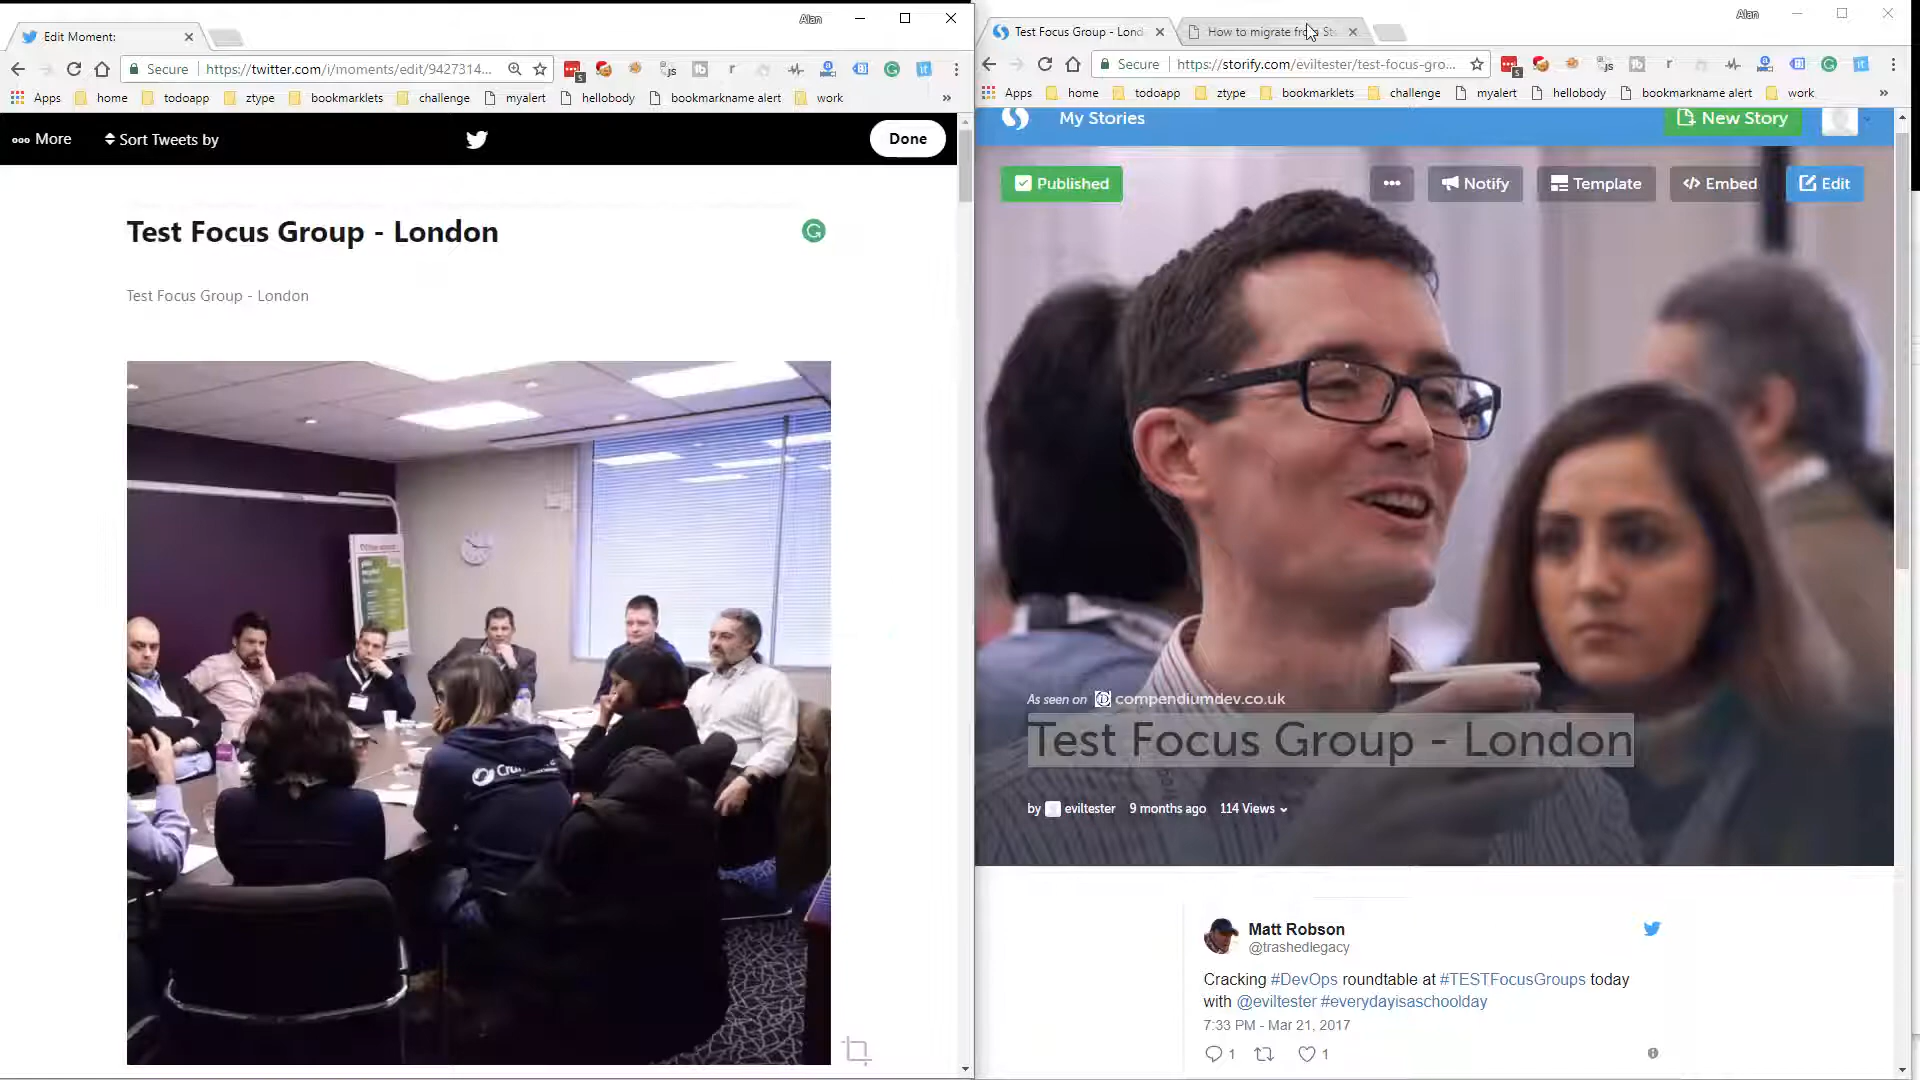 Alan
Edit Moment:
Secure https://twitter.com/i/moments/edit/9427314...
Apps home todoapp ztype bookmarklets challenge myalert hellobody bookmarkname alert work »
More Sort Tweets by Done
Test Focus Group - London
Test Focus Group - London
Alan
Test Focus Group - Lond
How to migrate from a St
Secure https://storify.com/eviltester/test-focus-gro...
Apps home todoapp ztype bookmarklets challenge myalert hellobody bookmarkname alert work »
My Stories New Story
Published ••• Notify Template </> Embed Edit
As seen on compendiumdev.co.uk
Test Focus Group - London
by eviltester 9 months ago 114 Views
Matt Robson
@trashedlegacy
Cracking #DevOps roundtable at #TESTFocusGroups today
with @eviltester #everydayisaschoolday
7:33 PM - Mar 21, 2017
1 1